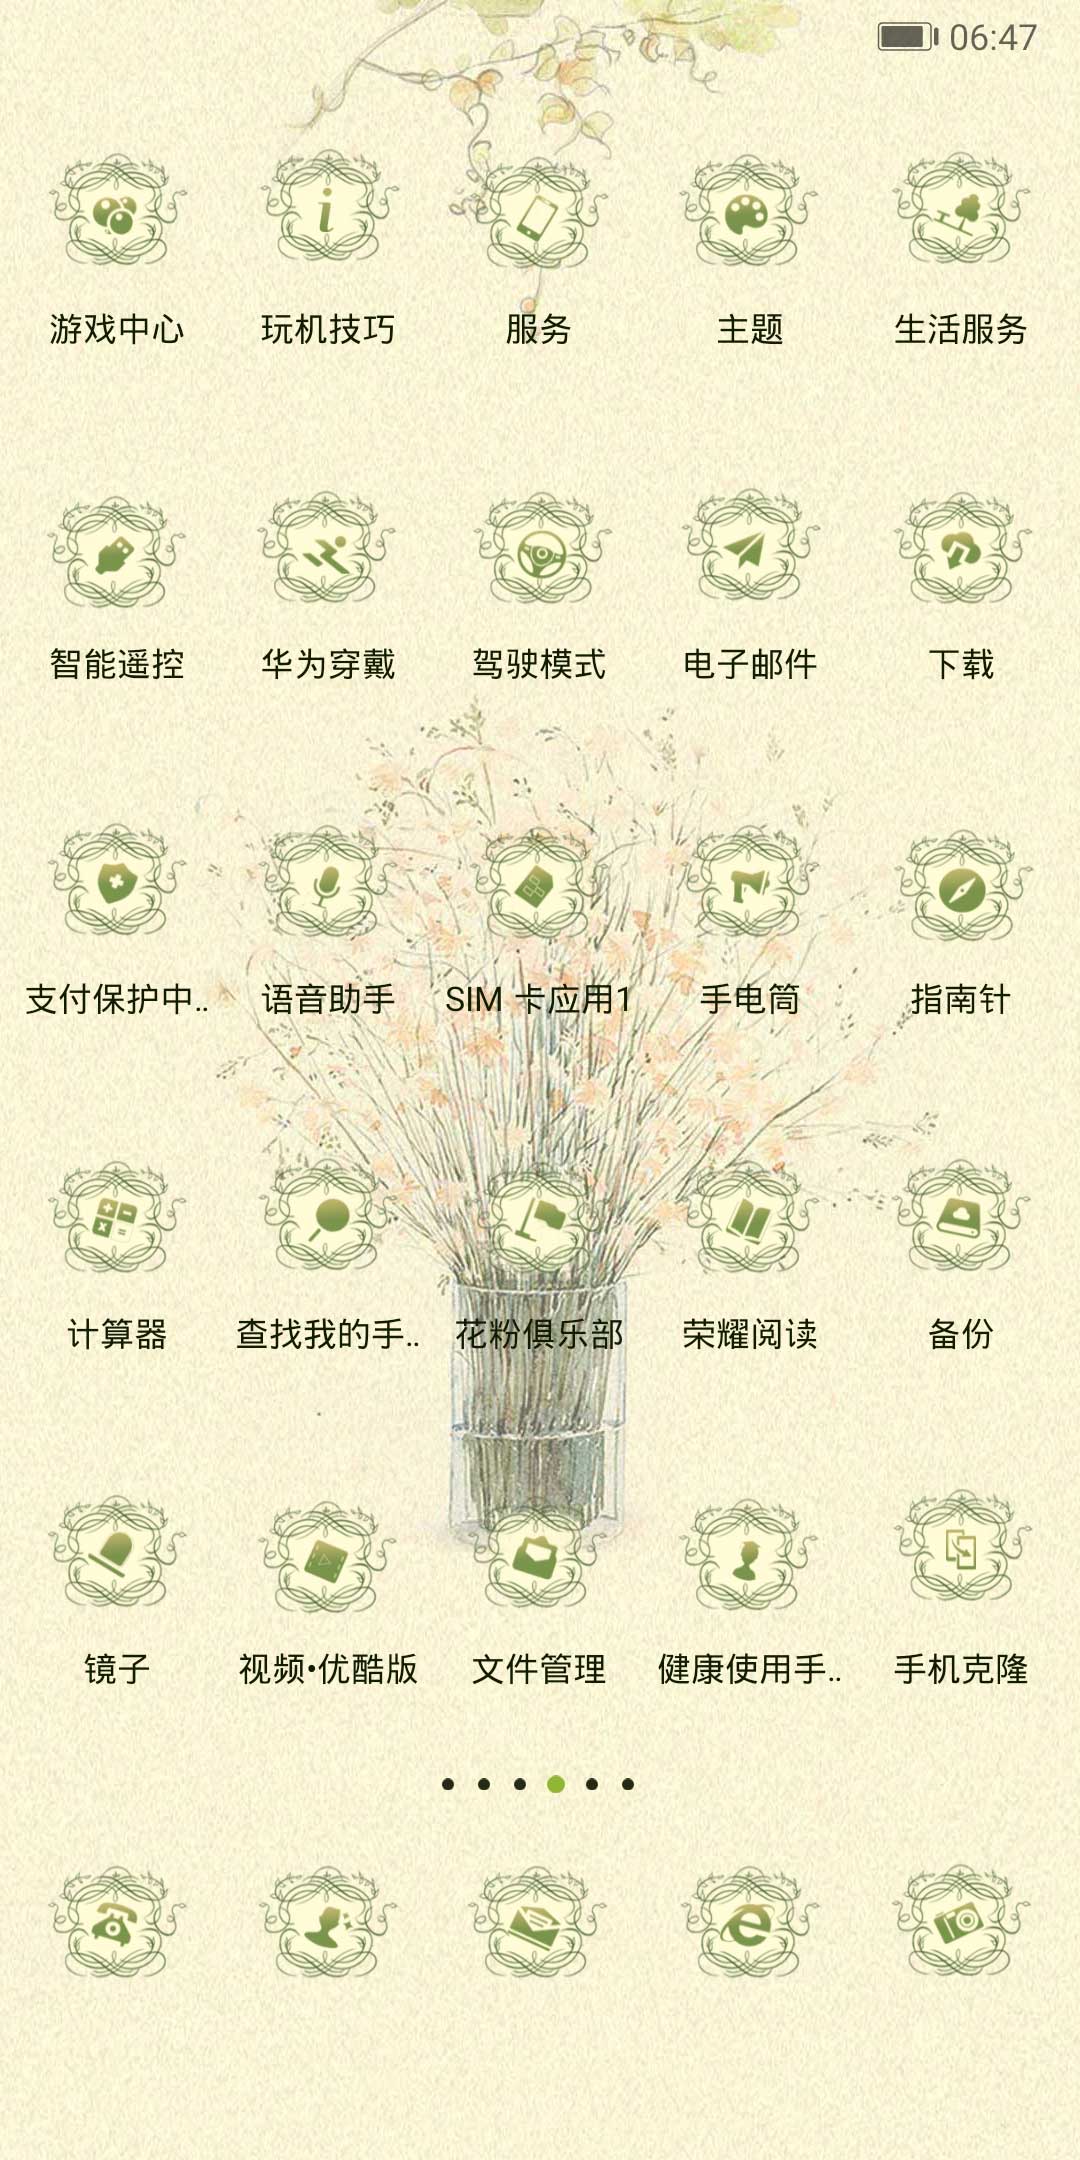 06:47
游戏中心
玩机技巧
服务
主题
生活服务
智能遥控
华为穿戴
驾驶模式
电子邮件
下载
支付保护中..
语音助手
SIM 卡应用1
手电筒
指南针
计算器
查找我的手..
花粉俱乐部
荣耀阅读
备份
镜子
视频•优酷版
文件管理
健康使用手..
手机克隆